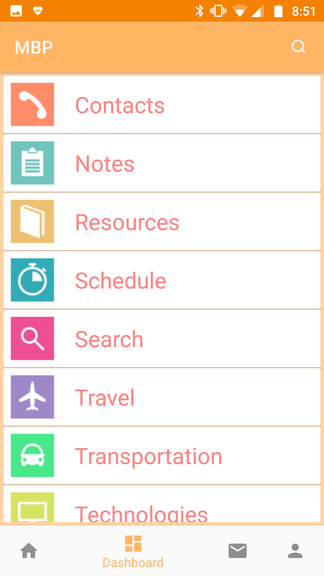 8:51
MBP
Contacts
Notes
Resources
Schedule
Search
Travel
Transportation
Technologies
Dashboard